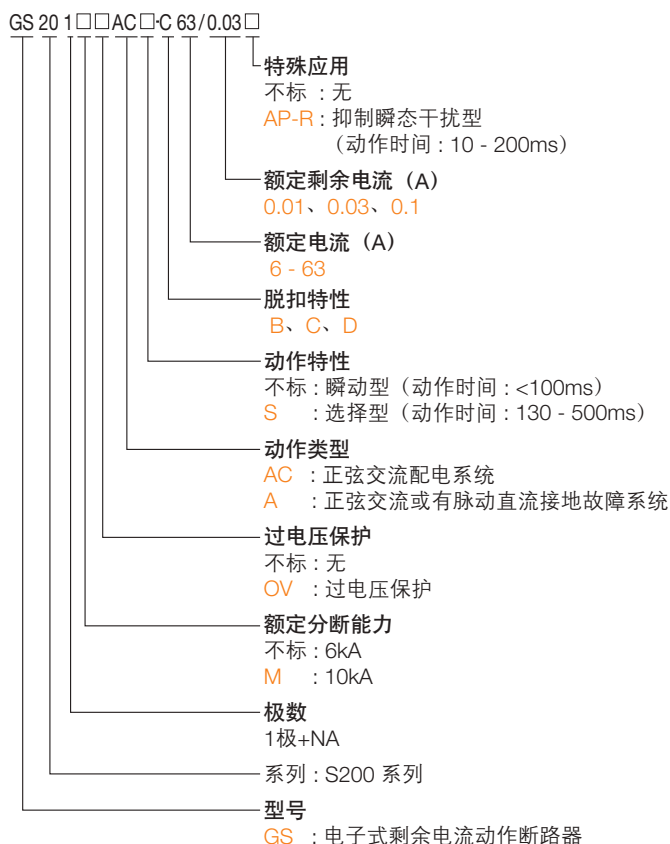 GS 20 1□□AC□·C 63/0.03□
特殊应用
不标 : 无
AP-R : 抑制瞬态干扰型
（动作时间 : 10 - 200ms）
额定剩余电流（A）
0.01、0.03、0.1
额定电流（A）
6 - 63
脱扣特性
B、C、D
动作特性
不标 : 瞬动型（动作时间 : <100ms）
S : 选择型（动作时间 : 130 - 500ms）
动作类型
AC : 正弦交流配电系统
A : 正弦交流或有脉动直流接地故障系统
过电压保护
不标 : 无
OV : 过电压保护
额定分断能力
不标 : 6kA
M : 10kA
极数
1极+NA
系列 : S200 系列
型号
GS : 电子式剩余电流动作断路器